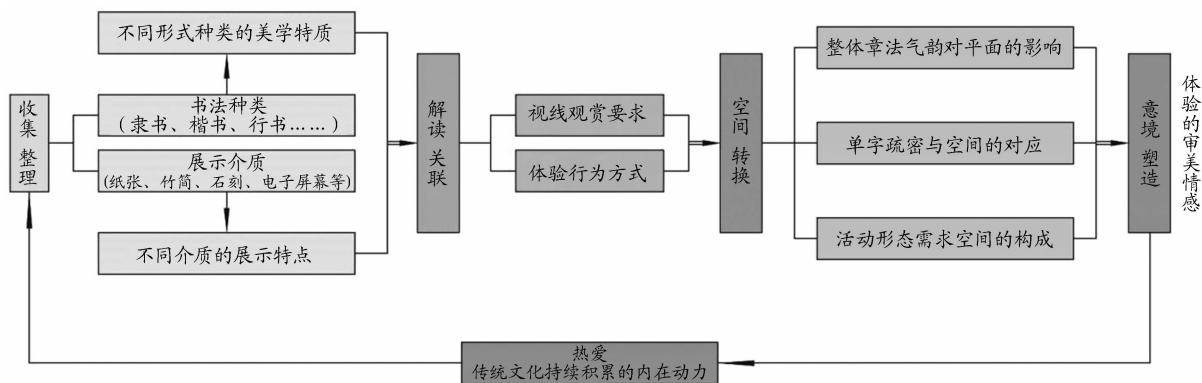 不同形式种类的美学特质
收集 整理
书法种类
(隶书、楷书、行书……)
展示介质
(纸张、竹简、石刻、电子屏幕等)
不同介质的展示特点
解读 关联
视线观赏要求
体验行为方式
空间 转换
整体章法气韵对平面的影响
单字疏密与空间的对应
活动形态需求空间的构成
意境 塑造
体验的审美情感
热爱
传统文化持续积累的内在动力